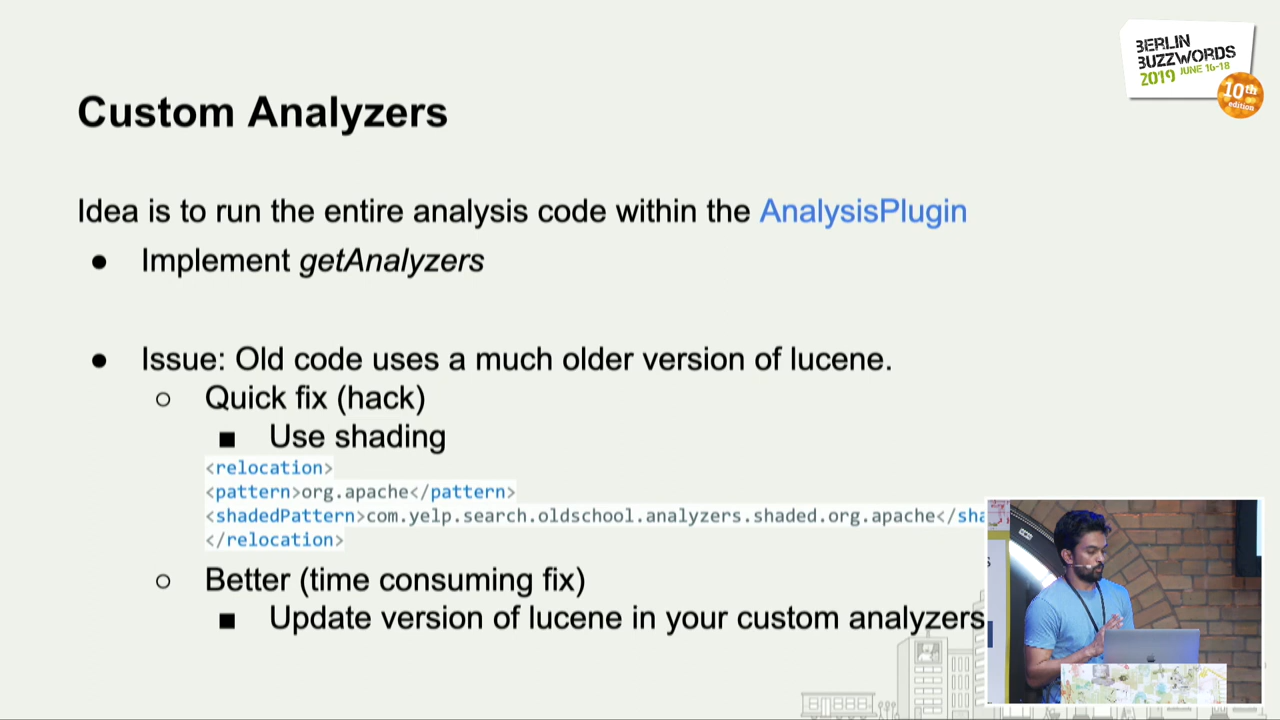 BERLIN
BUZZWORDS
2019 JUNE 16-18
10th
edition
Custom Analyzers
Idea is to run the entire analysis code within the AnalysisPlugin
● Implement getAnalyzers
● Issue: Old code uses a much older version of lucene.
○ Quick fix (hack)
■ Use shading
<relocation>
<pattern>org.apache</pattern>
<shadedPattern>com.yelp.search.oldschool.analyzers.shaded.org.apache</sha
</relocation>
○ Better (time consuming fix)
■ Update version of lucene in your custom analyzers